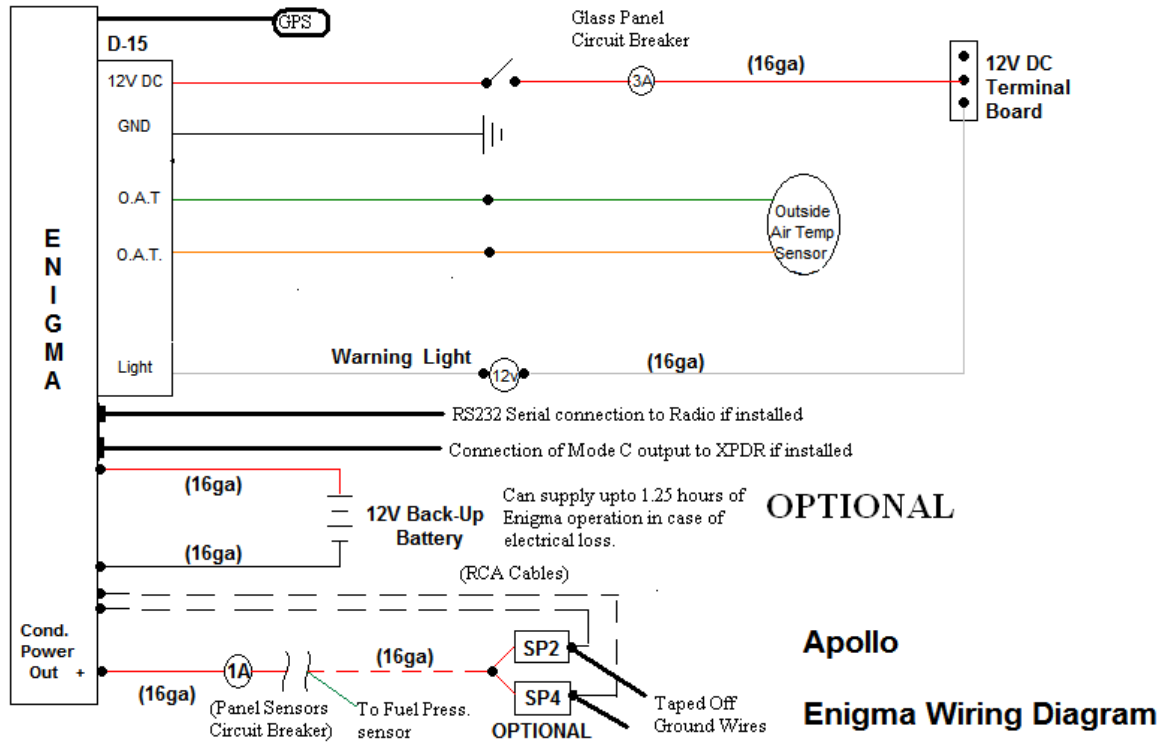 GPS
Glass Panel
Circuit Breaker
D-15
12V DC
3A
(16ga)
12V DC
Terminal
Board
GND
O.A.T
Outside
Air Temp
Sensor
O.A.T.
E
N
I
G
M
A
Light
Warning Light
12v
(16ga)
RS232 Serial connection to Radio if installed
Connection of Mode C output to XPDR if installed
(16ga)
12V Back-Up
Battery
Can supply upto 1.25 hours of
Enigma operation in case of
electrical loss.
OPTIONAL
(16ga)
(RCA Cables)
Cond.
Power
Out +
1A
(16ga)
(16ga)
SP2
SP4
OPTIONAL
(Panel Sensors
Circuit Breaker)
To Fuel Press.
sensor
Taped Off
Ground Wires
Apollo
Enigma Wiring Diagram